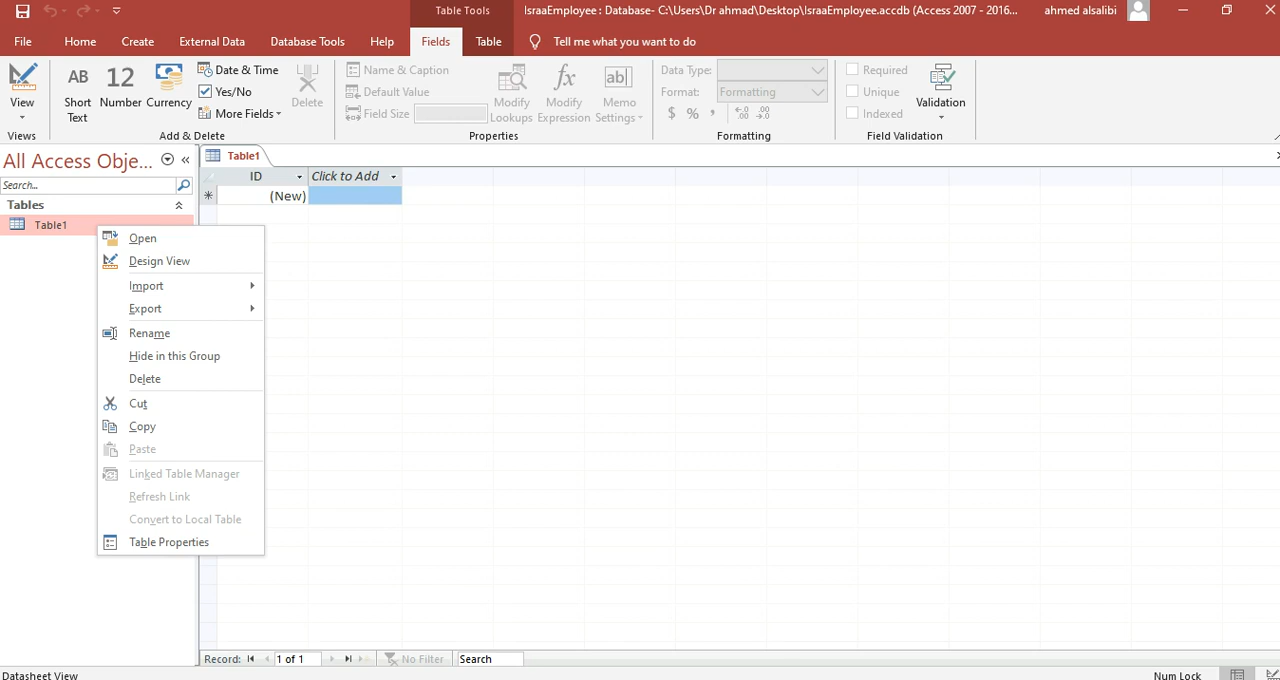 Table Tools
IsraaEmployee : Database- C:\Users\Dr ahmad\Desktop\IsraaEmployee.accdb (Access 2007 - 2016...
ahmed alsalibi
File
Home
Create
External Data
Database Tools
Help
Fields
Table
Tell me what you want to do
View
Views
AB
Short
Text
12
Number
Currency
Date & Time
Yes/No
More Fields
Delete
Add & Delete
Name & Caption
Default Value
Field Size
Modify
Lookups
fx
Modify
Expression
ab|
Memo
Settings
Properties
Data Type:
Format:
Formatting
$ % ,
←.0 .00
.00 →.0
Formatting
Required
Unique
Indexed
Validation
Field Validation
All Access Obje...
Search...
Tables
Table1
Table1
ID
Click to Add
(New)
Open
Design View
Import
Export
Rename
Hide in this Group
Delete
Cut
Copy
Paste
Linked Table Manager
Refresh Link
Convert to Local Table
Table Properties
Record:
1 of 1
No Filter
Search
Datasheet View
Num Lock